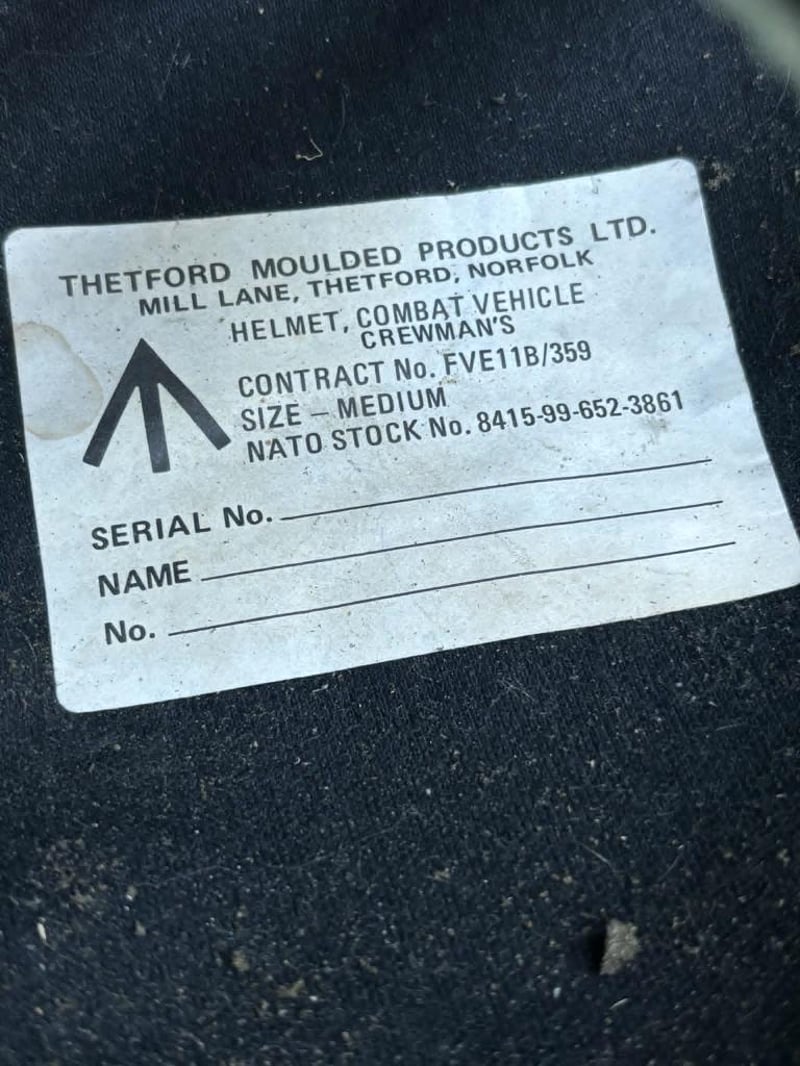 THETFORD MOULDED PRODUCTS LTD.
MILL LANE, THETFORD, NORFOLK
HELMET, COMBAT VEHICLE
CREWMAN'S
CONTRACT No. FVE11B/359
SIZE – MEDIUM
NATO STOCK No. 8415-99-652-3861
SERIAL No.
NAME
No.